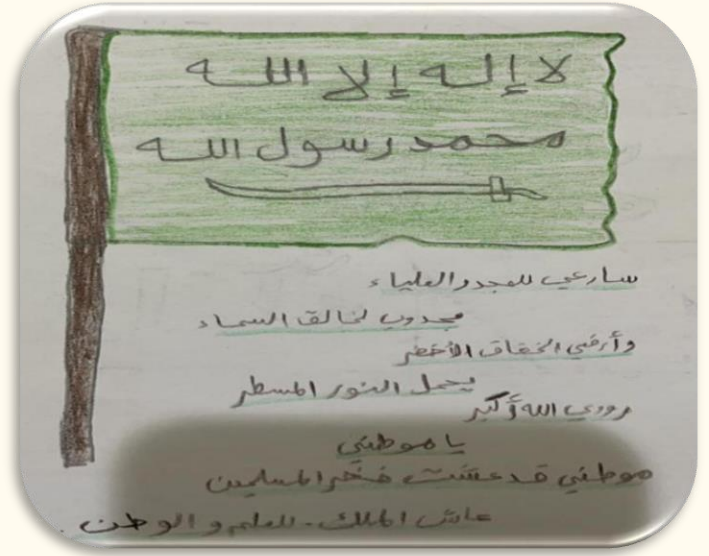 لا إله إلا الله
محمد رسول الله
سارعي للمجد والعلياء
مجدي لخالق السماء
وأرفعي الخفاق الأخضر
يحمل النور المسطر
رددي الله أكبر
يا موطني
موطني قد عشت فخر المسلمين
عاش الملك .. للعلم والوطن .